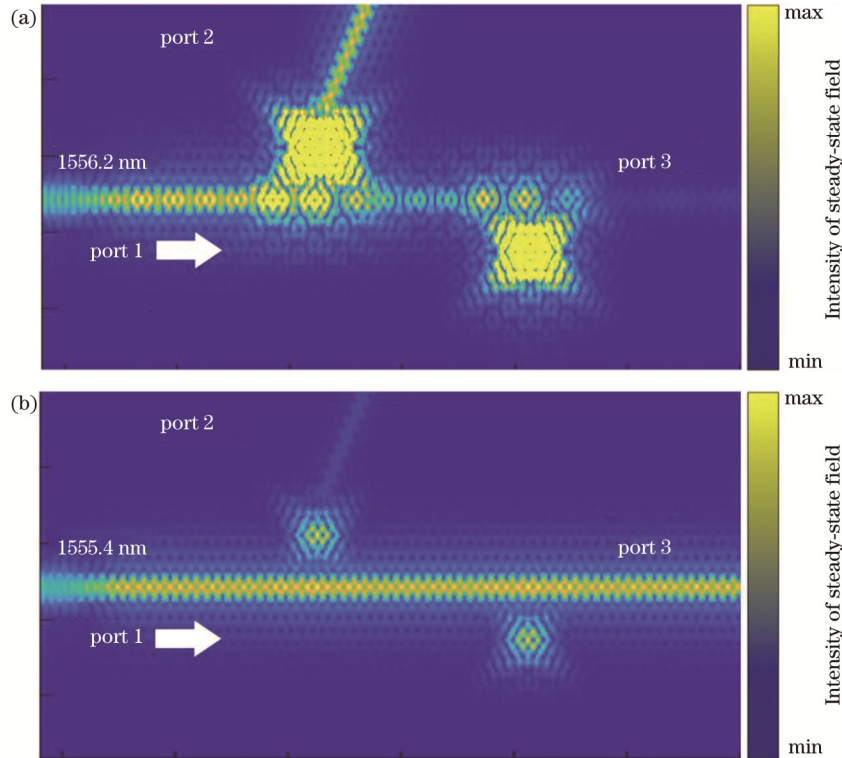 (a)
port 2
1556.2 nm
port 3
port 1
max
Intensity of steady-state field
min
(b)
port 2
1555.4 nm
port 3
port 1
max
Intensity of steady-state field
min